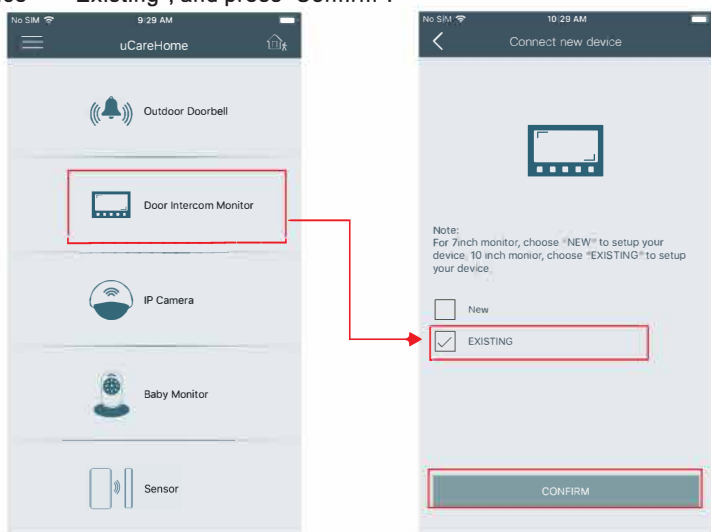 Existing", and press "Confirm".
No SIM 9:29 AM
uCareHome
Outdoor Doorbell
Door Intercom Monitor
IP Camera
Baby Monitor
Sensor
No SIM 10:29 AM
Connect new device
Note:
For 7inch monitor, choose "NEW" to setup your
device, 10 inch monior, choose "EXISTING" to setup
your device
New
EXISTING
CONFIRM